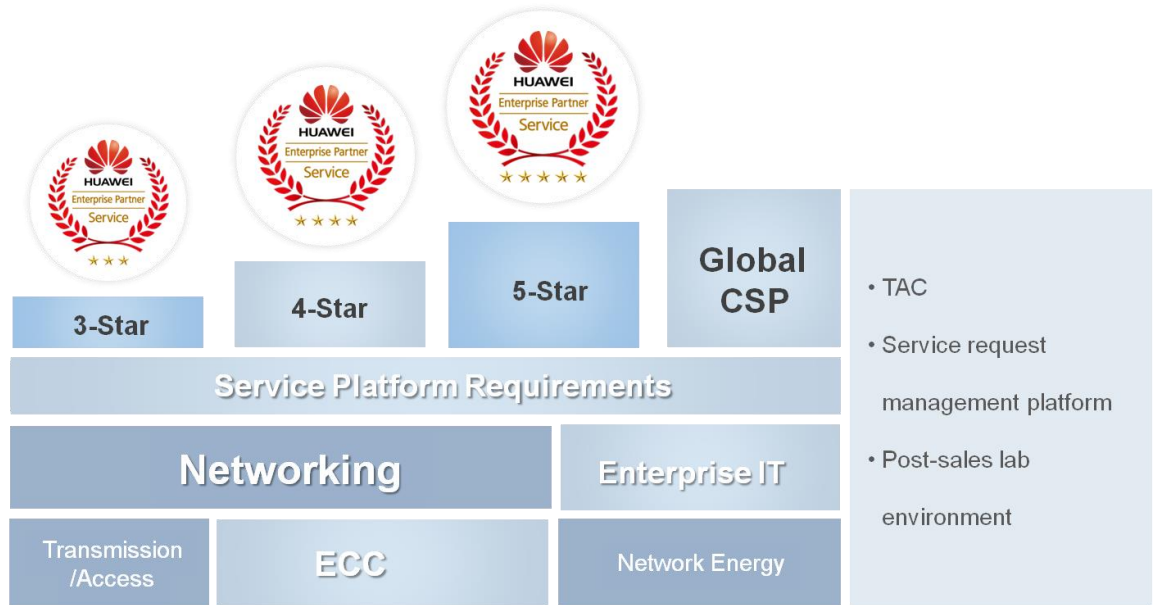 HUAWEI
Enterprise Partner
Service
HUAWEI
Enterprise Partner
Service
HUAWEI
Enterprise Partner
Service
3-Star
4-Star
5-Star
Global
CSP
Service Platform Requirements
Networking
Enterprise IT
Transmission
/Access
ECC
Network Energy
• TAC
• Service request
management platform
• Post-sales lab
environment